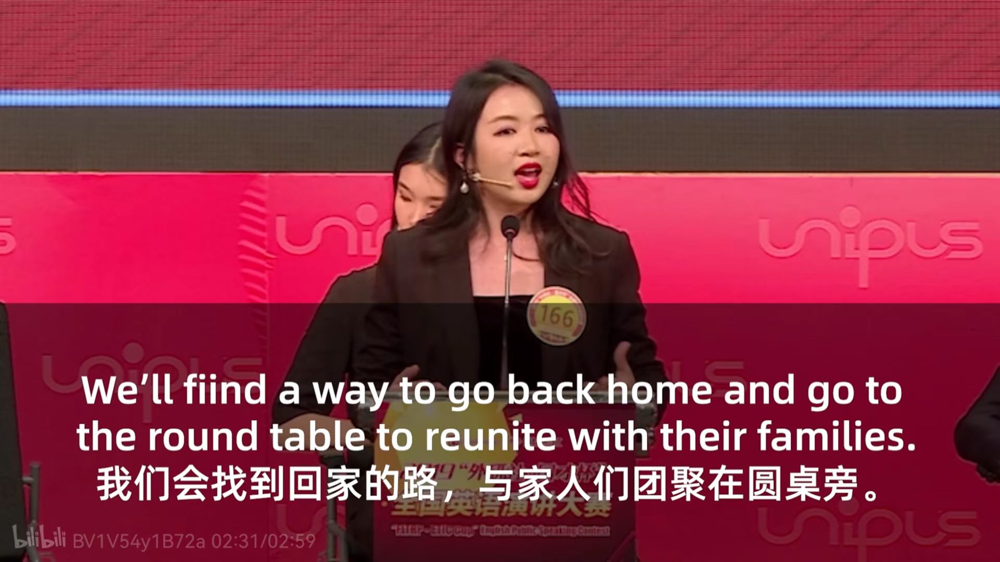 unipus
166
unipus
We’ll fiind a way to go back home and go to
the round table to reunite with their families.
我们会找到回家的路，与家人们团聚在圆桌旁。
全国英语演讲大赛
"FLTRP · ETIC Cup" English Public Speaking Contest
unipus
bilibili BV1V54y1B72a 02:31/02:59